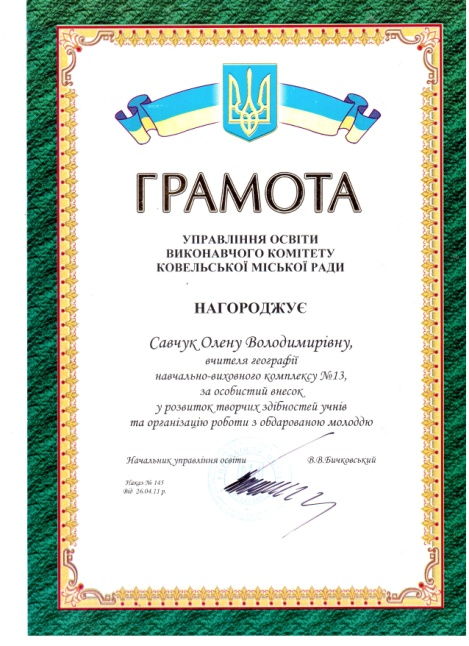 ГРАМОТА
УПРАВЛІННЯ ОСВІТИ
ВИКОНАВЧОГО КОМІТЕТУ
КОВЕЛЬСЬКОЇ МІСЬКОЇ РАДИ
НАГОРОДЖУЄ
Савчук Олену Володимирівну,
вчителя географії
навчально-виховного комплексу №13,
за особистий внесок
у розвиток творчих здібностей учнів
та організацію роботи з обдарованою молоддю
Начальник управління освіти В.В.Бичковський
Наказ № 145
Від 26.04.13 р.